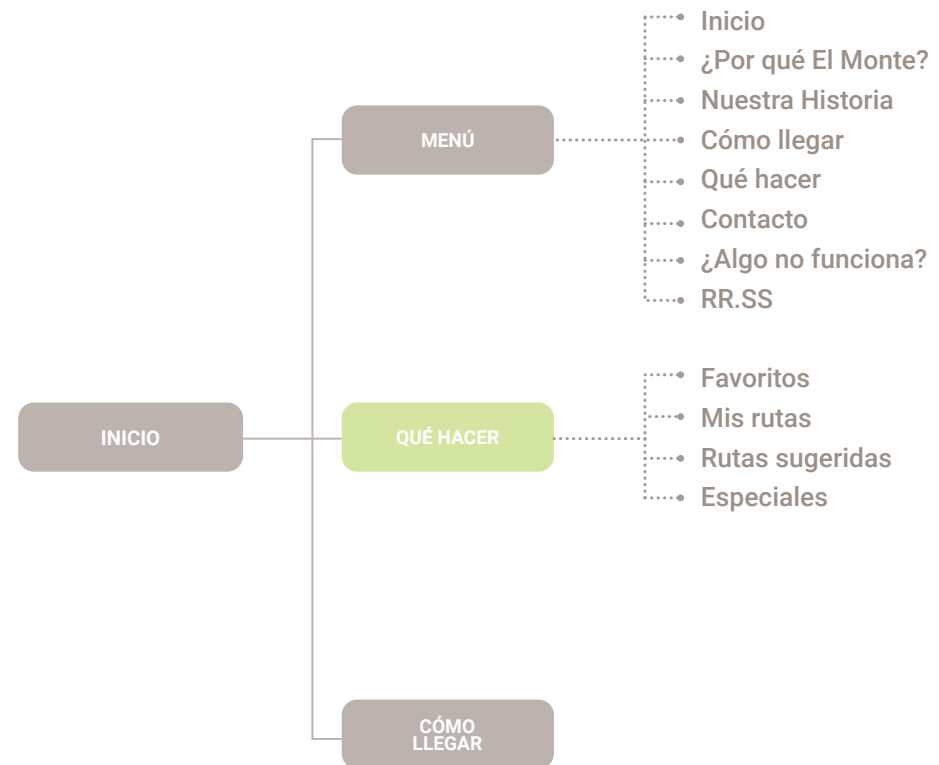 INICIO
MENÚ
Inicio
¿Por qué El Monte?
Nuestra Historia
Cómo llegar
Qué hacer
Contacto
¿Algo no funciona?
RR.SS
QUÉ HACER
Favoritos
Mis rutas
Rutas sugeridas
Especiales
CÓMO
LLEGAR